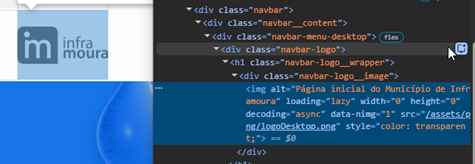 im infra
moura
<div class="navbar">
<div class="navbar__content">
<div class="navbar-menu-desktop"> flex
<div class="navbar-logo">
<h1 class="navbar-logo__wrapper">
<div class="navbar-logo__image">
<img alt="Página inicial do Município de Infr
amoura" loading="lazy" width="0" height="0"
decoding="async" data-nimg="1" src="/assets/p
ng/logoDesktop.png" style="color: transparen
t;"> == $0
</div>